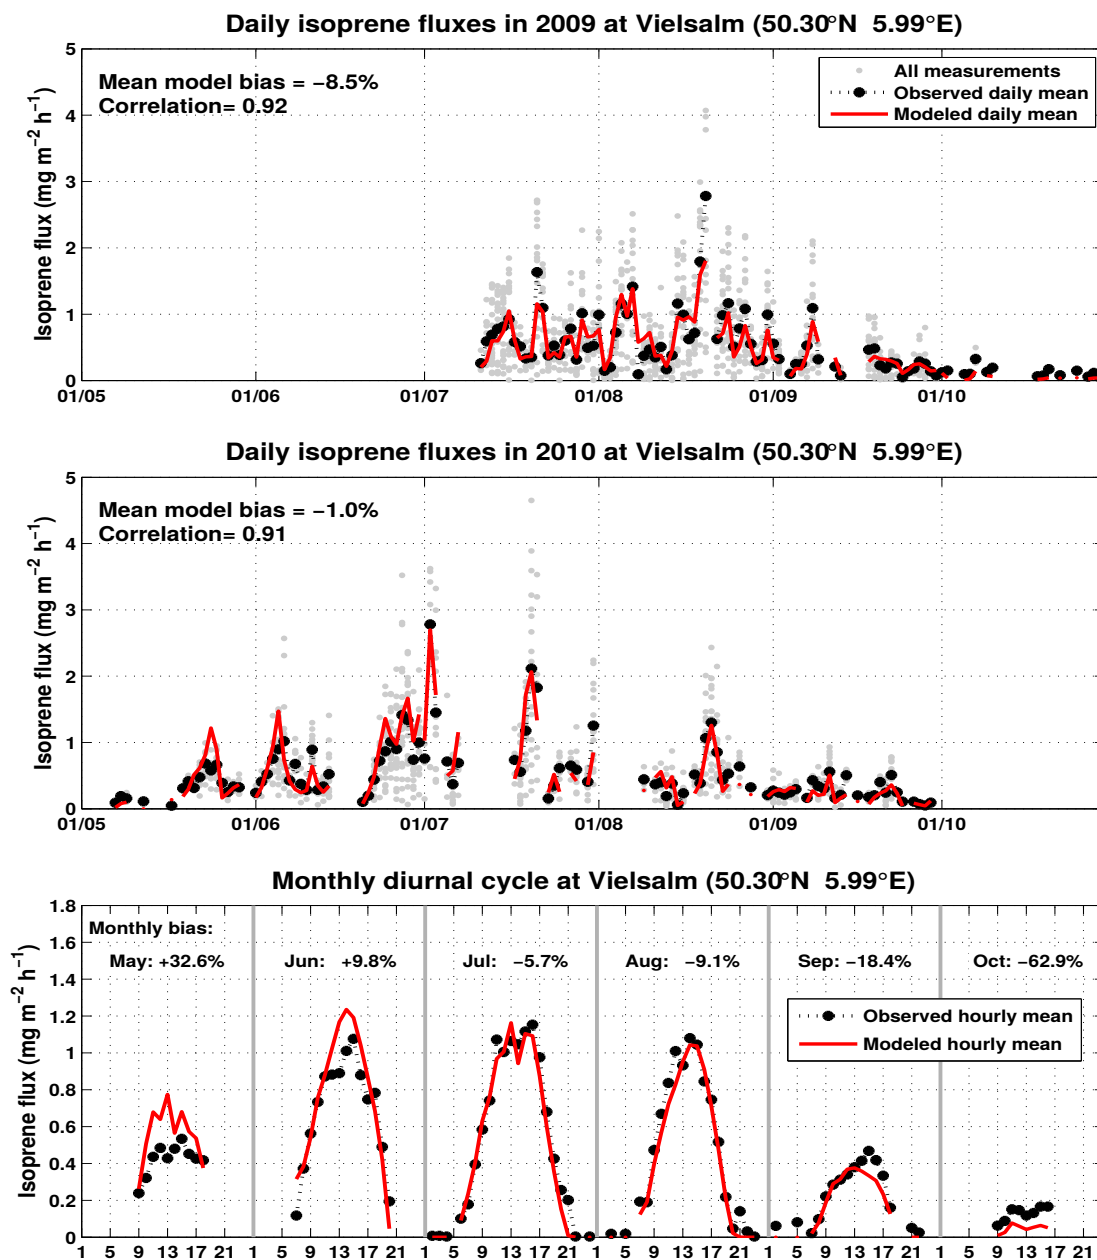 Daily isoprene fluxes in 2009 at Vielsalm (50.30°N 5.99°E)
Isoprene flux (mg m−2 h−1)
5
4
3
2
1
0
Mean model bias = −8.5%
Correlation= 0.92
All measurements
Observed daily mean
Modeled daily mean
01/05 01/06 01/07 01/08 01/09 01/10
Daily isoprene fluxes in 2010 at Vielsalm (50.30°N 5.99°E)
Isoprene flux (mg m−2 h−1)
5
4
3
2
1
0
Mean model bias = −1.0%
Correlation= 0.91
01/05 01/06 01/07 01/08 01/09 01/10
Monthly diurnal cycle at Vielsalm (50.30°N 5.99°E)
Isoprene flux (mg m−2 h−1)
1.8
1.6
1.4
1.2
1
0.8
0.6
0.4
0.2
0
Monthly bias:
May: +32.6% Jun: +9.8% Jul: −5.7% Aug: −9.1% Sep: −18.4% Oct: −62.9%
Observed hourly mean
Modeled hourly mean
1 5 9 13 17 21 1 5 9 13 17 21 1 5 9 13 17 21 1 5 9 13 17 21 1 5 9 13 17 21 1 5 9 13 17 21